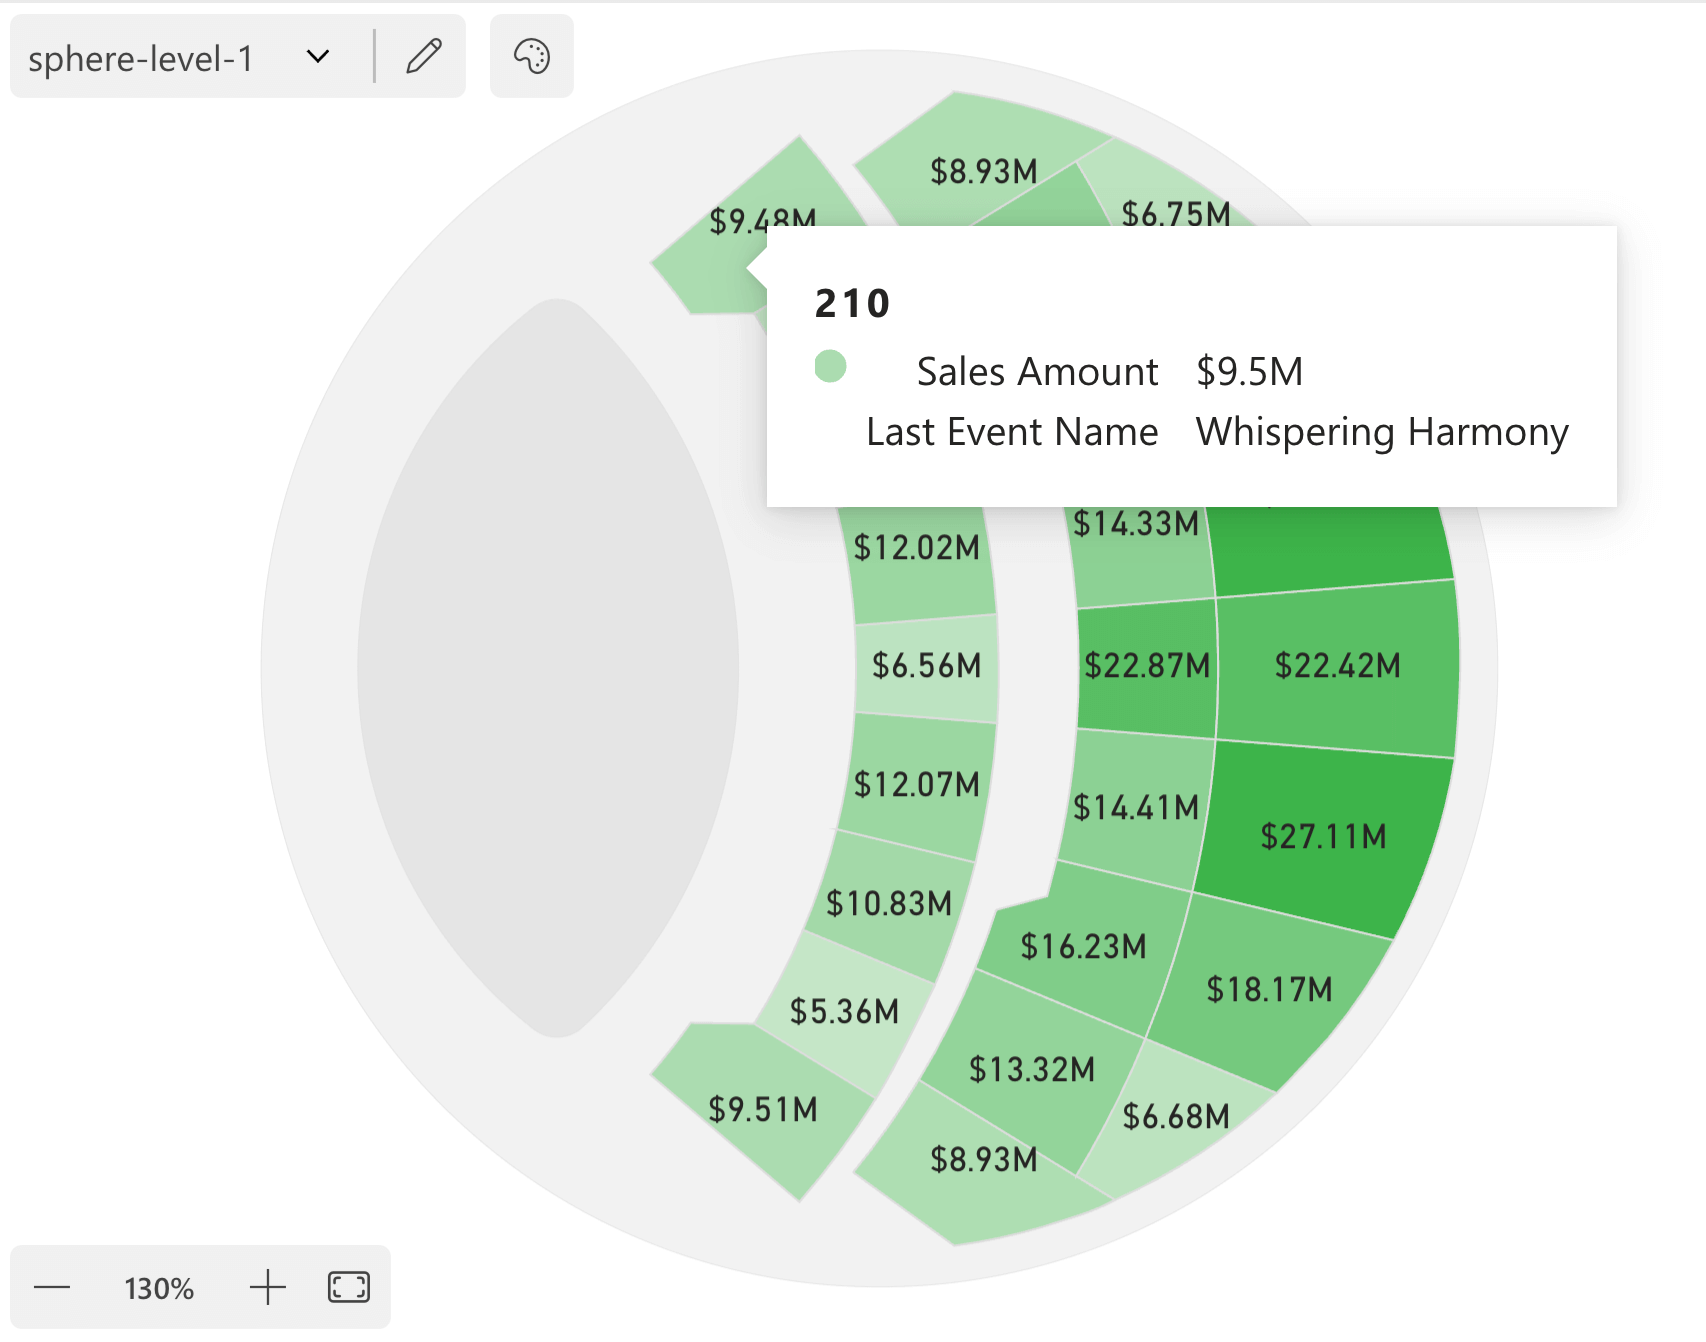 sphere-level-1
$8.93M
$6.75M
$9.48M
210
Sales Amount $9.5M
Last Event Name Whispering Harmony
$14.33M
$12.02M
$6.56M
$22.87M
$22.42M
$12.07M
$14.41M
$27.11M
$10.83M
$16.23M
$18.17M
$5.36M
$13.32M
$9.51M
$6.68M
$8.93M
130%